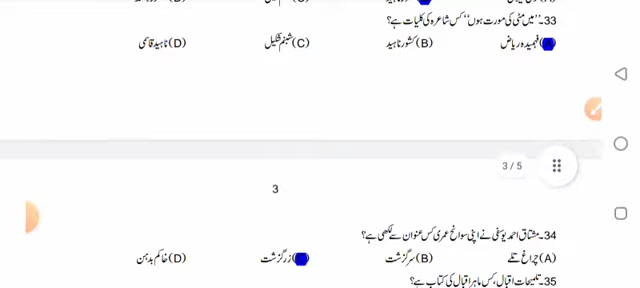 33۔ ’’میں مٹی کی مورت ہوں‘‘ کس شاعرہ کی کلیات ہے؟
فہمیدہ ریاض (B) کشور ناہید (C) شبنم شکیل (D) ناہید قاسمی
3 / 5
3
34۔ مشتاق احمد یوسفی نے اپنی سوانح عمری کس عنوان سے لکھی ہے؟
(A) چراغ تلے (B) سرگزشت زرگزشت (D) خاکم بدہن
35۔ تلمیحات اقبال، کس ماہر اقبال کی کتاب ہے؟